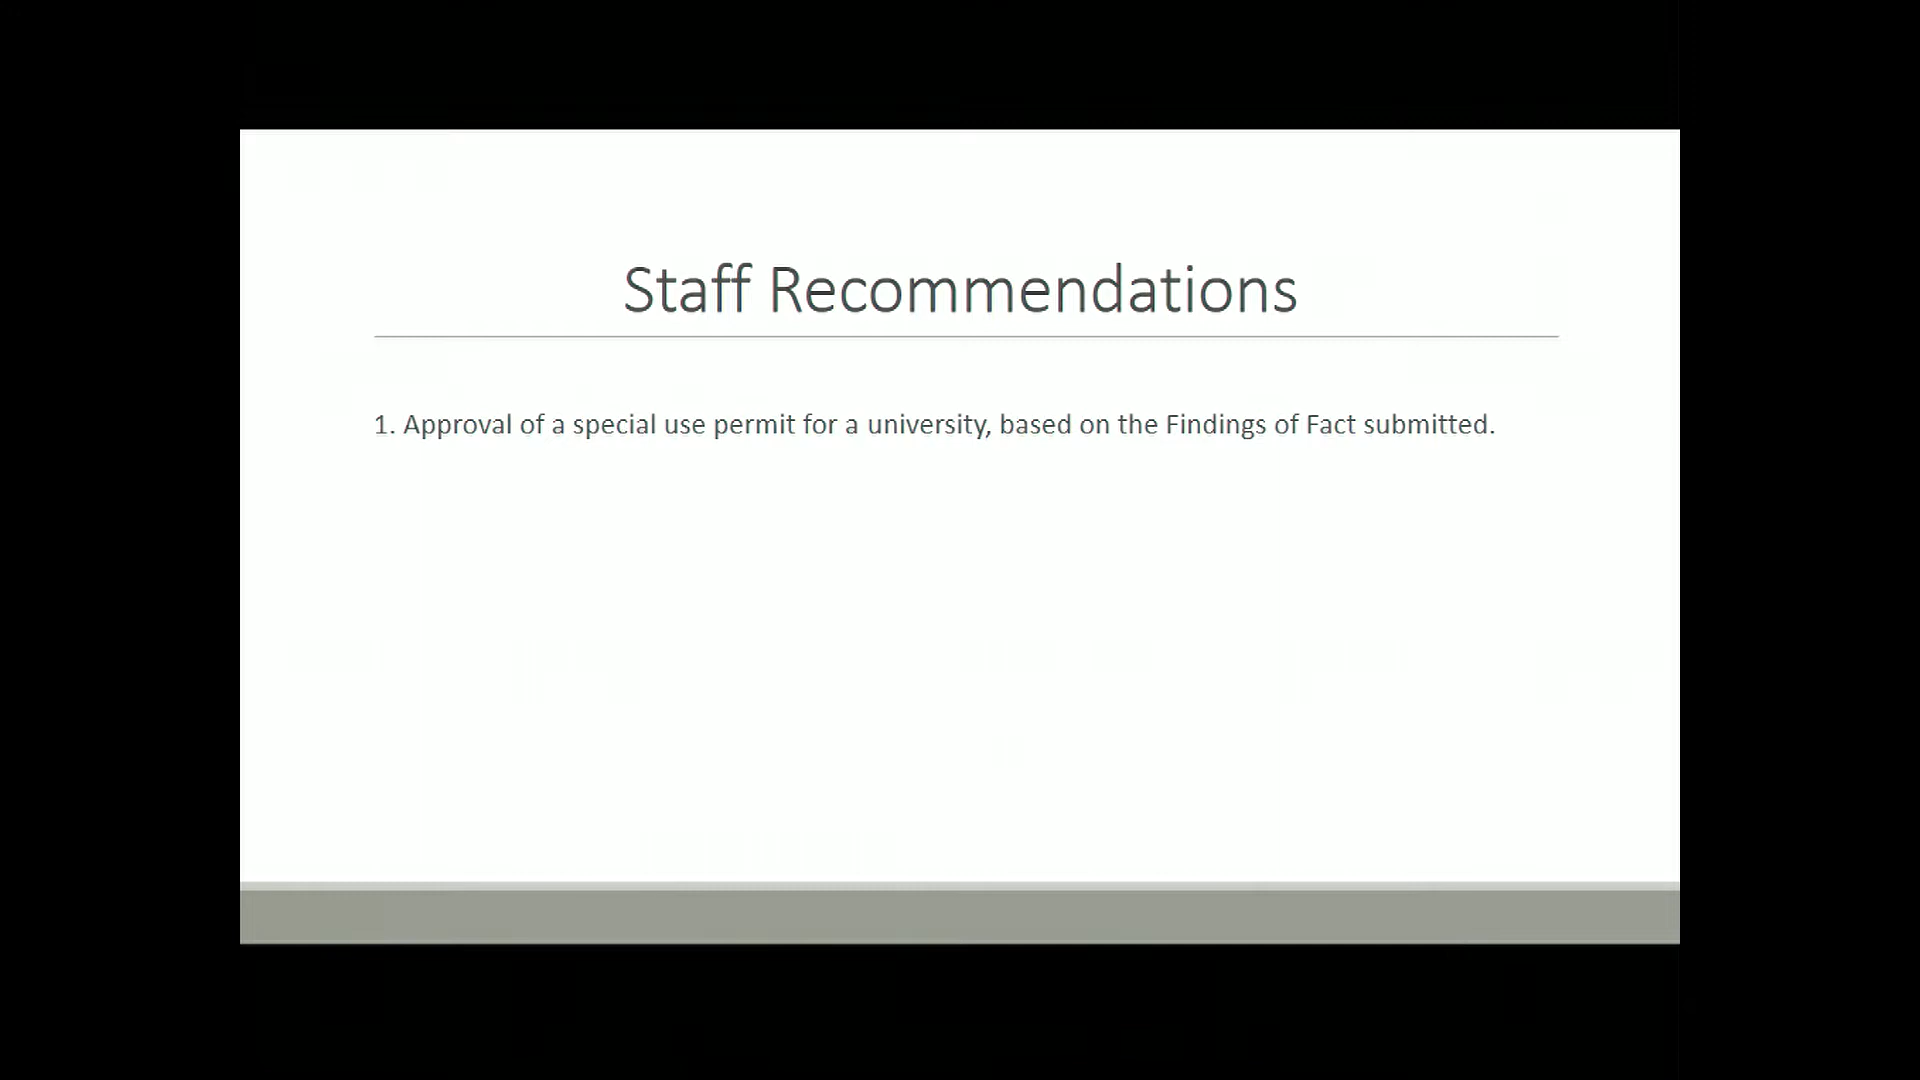 Staff Recommendations
1. Approval of a special use permit for a university, based on the Findings of Fact submitted.